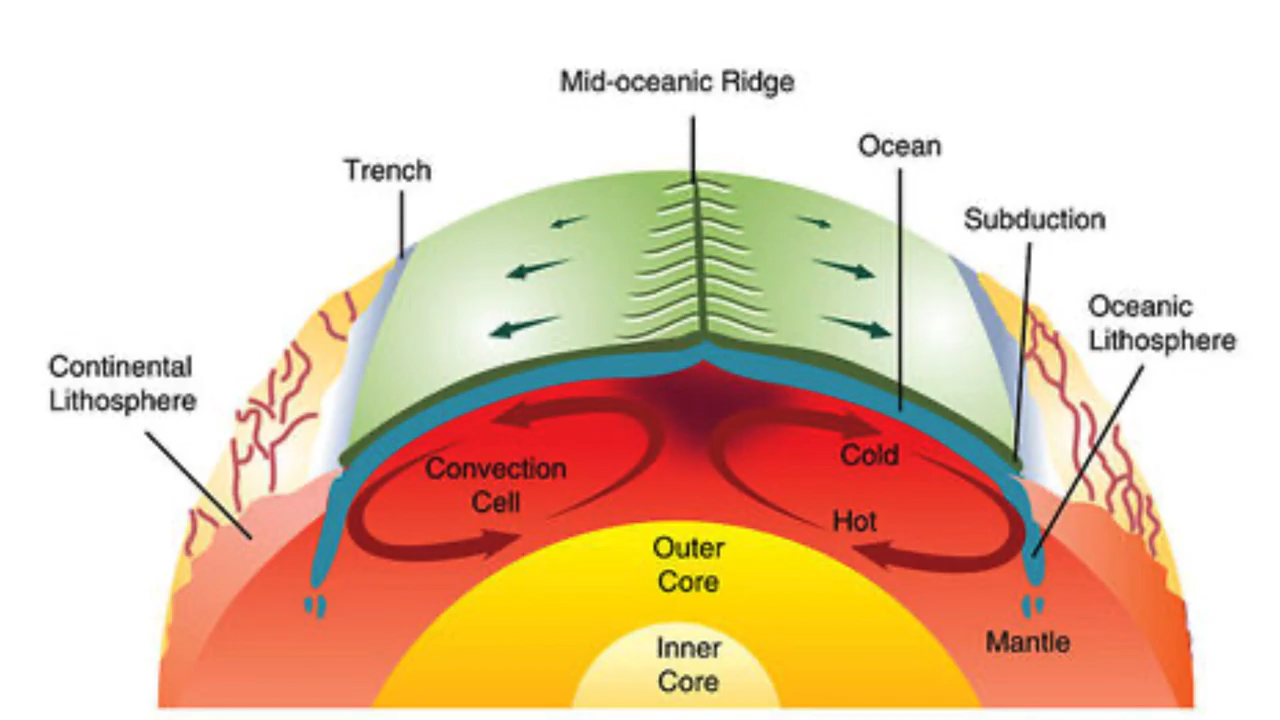 Mid-oceanic Ridge
Ocean
Trench
Subduction
Oceanic
Lithosphere
Continental
Lithosphere
Convection
Cell
Cold
Hot
Outer
Core
Mantle
Inner
Core